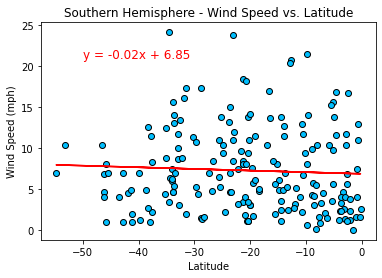 Southern Hemisphere - Wind Speed vs. Latitude
25
y = -0.02x + 6.85
20
15
Wind Speed (mph)
10
5
0
−50 −40 −30 −20 −10 0
Latitude